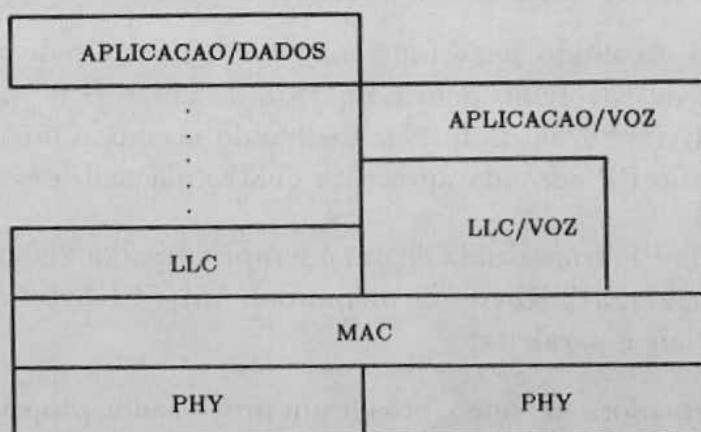 APLICACAO/DADOS
APLICACAO/VOZ
LLC/VOZ
LLC
MAC
PHY
PHY